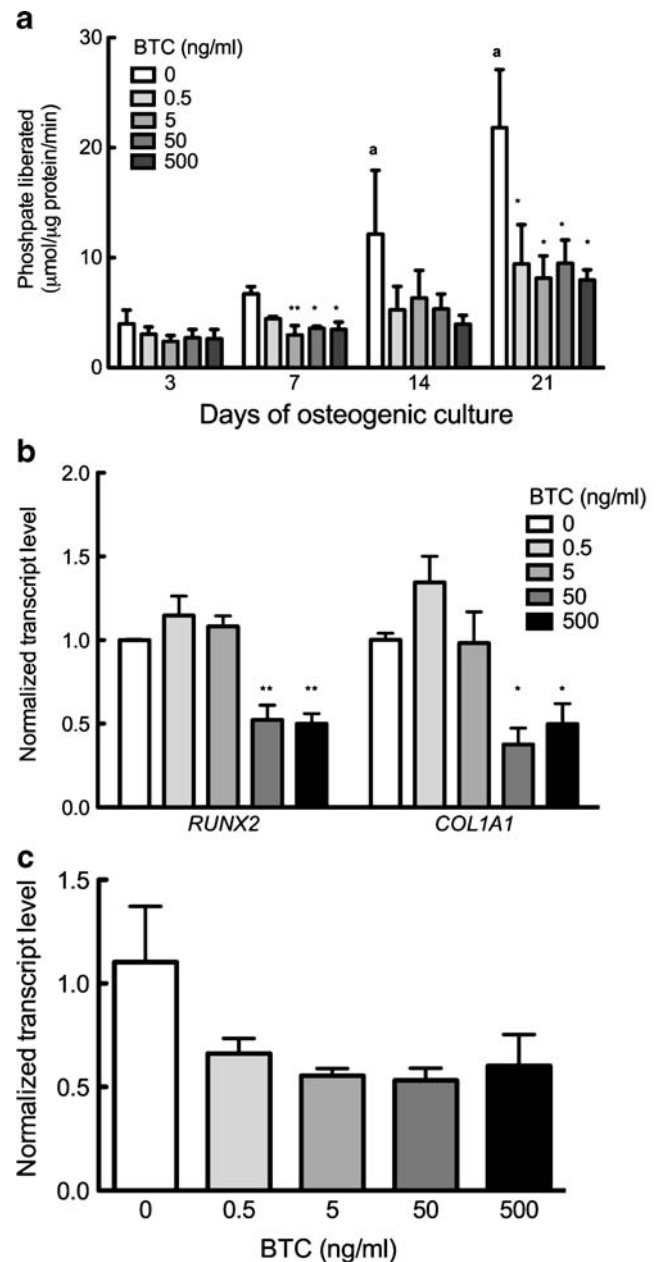 a
30
20
10
0
Phoshpate liberated
(μmol/μg protein/min)
BTC (ng/ml)
0
0.5
5
50
500
a
a
** * *
* * * *
3 7 14 21
Days of osteogenic culture
b
2.0
1.5
1.0
0.5
0.0
Normalized transcript level
BTC (ng/ml)
0
0.5
5
50
500
** ** * *
RUNX2 COL1A1
c
1.5
1.0
0.5
0.0
Normalized transcript level
0 0.5 5 50 500
BTC (ng/ml)